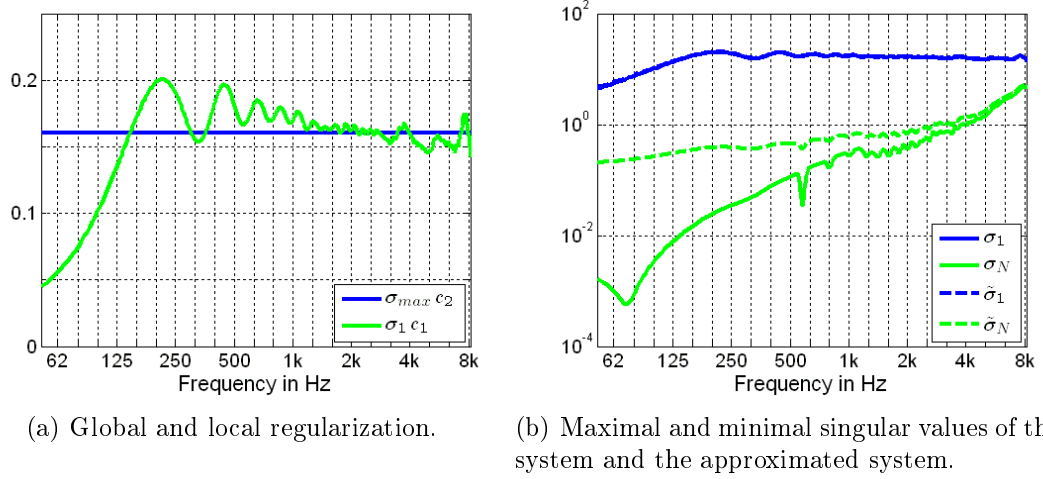 0.2
0.1
0
σmax c2
σ1 c1
62 125 250 500 1k 2k 4k 8k
Frequency in Hz
(a) Global and local regularization.
10^2
10^0
10^-2
10^-4
σ1
σN
σ̃1
σ̃N
62 125 250 500 1k 2k 4k 8k
Frequency in Hz
(b) Maximal and minimal singular values of th
system and the approximated system.